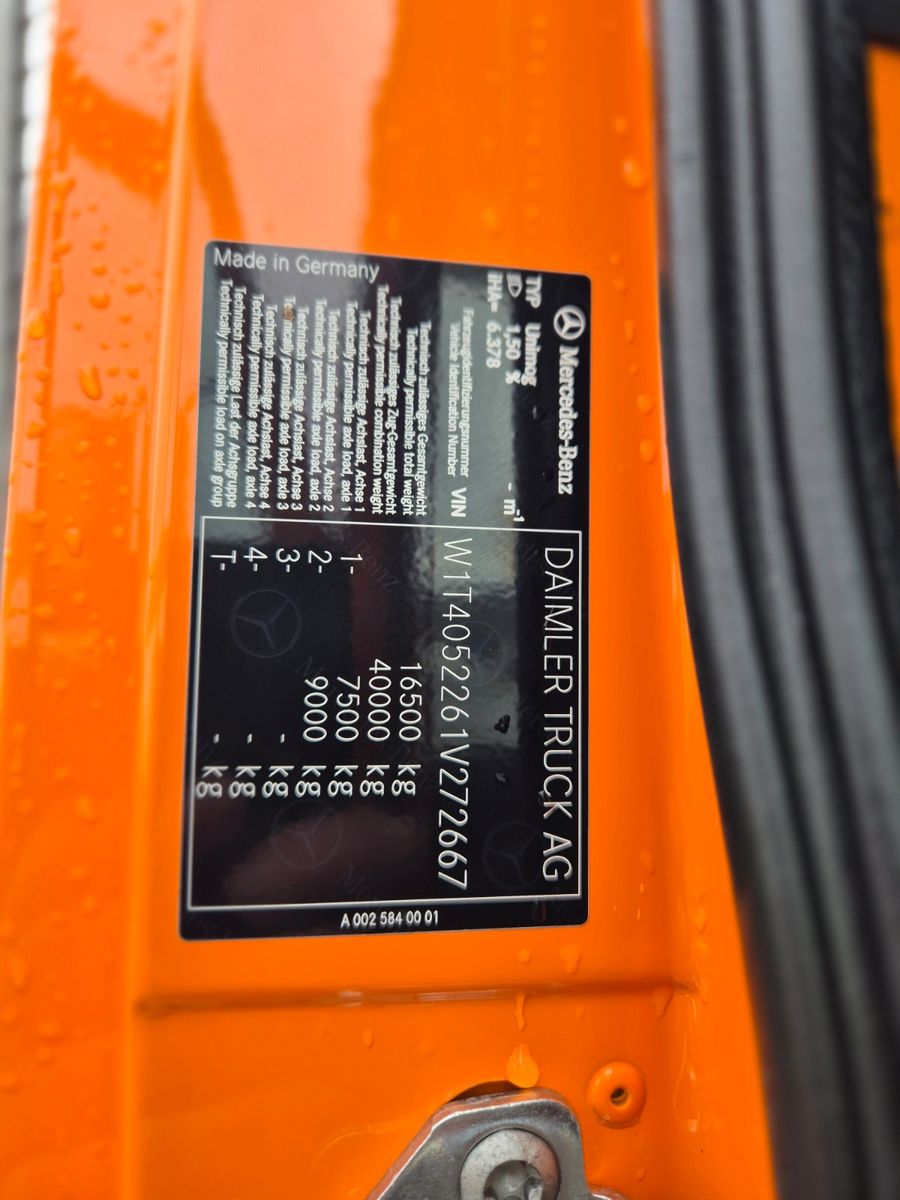 Mercedes-Benz
DAIMLER TRUCK AG
TYP Unimog
1,50 % - m⁻¹
IHA= 6.378
Fahrzeugidentifizierungsnummer
Vehicle Identification Number VIN W1T4052261V272667
Technisch zulässiges Gesamtgewicht
Technically permissible total weight 16500 kg
Technisch zulässiges Zug-Gesamtgewicht
Technically permissible combination weight 40000 kg
Technisch zulässige Achslast, Achse 1
Technically permissible axle load, axle 1 1- 7500 kg
Technisch zulässige Achslast, Achse 2
Technically permissible axle load, axle 2 2- 9000 kg
Technisch zulässige Achslast, Achse 3
Technically permissible axle load, axle 3 3- - kg
Technisch zulässige Achslast, Achse 4
Technically permissible axle load, axle 4 4- - kg
Technisch zulässige Last der Achsgruppe
Technically permissible load on axle group T- - kg
Made in Germany
A 002 584 00 01